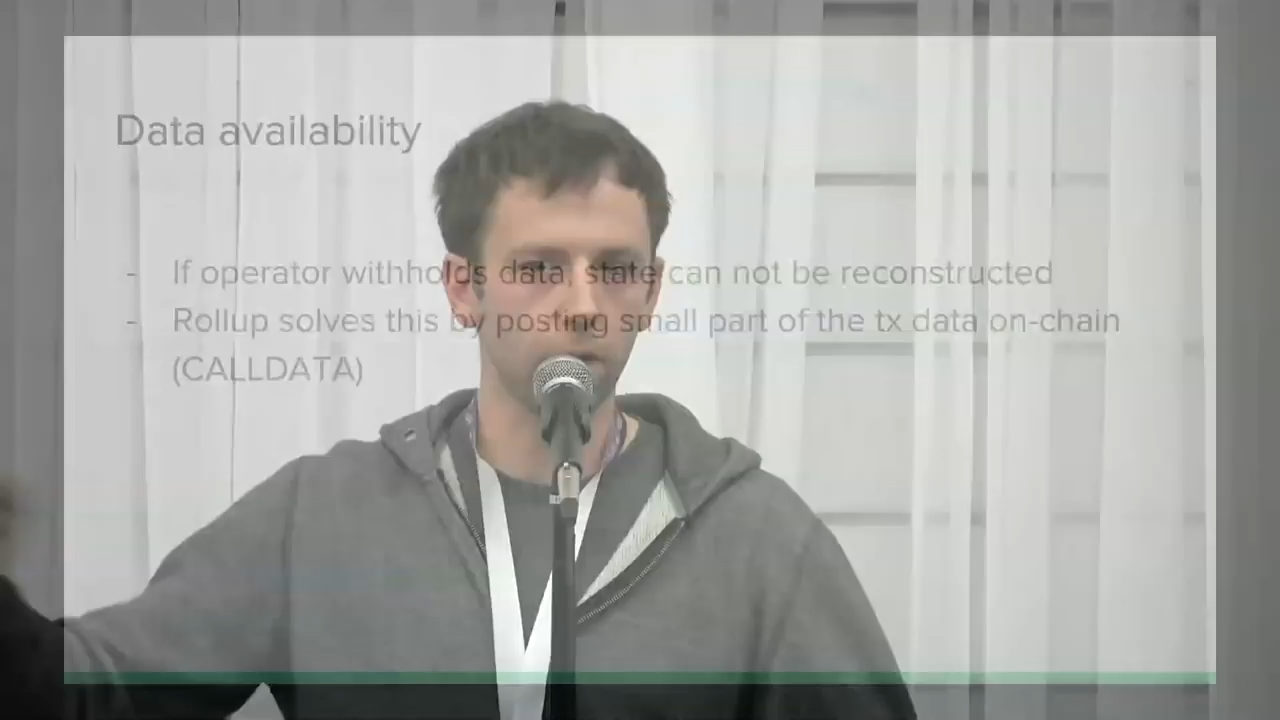 Data availability
- If operator withholds data, state can not be reconstructed
- Rollup solves this by posting small part of the tx data on-chain
(CALLDATA)